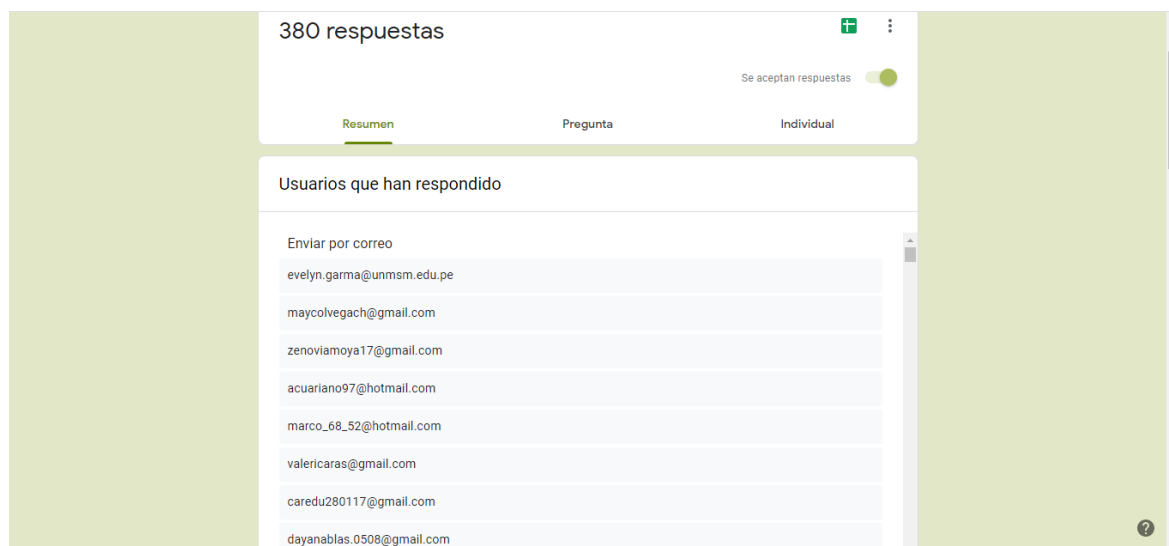 380 respuestas
Se aceptan respuestas
Resumen Pregunta Individual
Usuarios que han respondido
Enviar por correo
evelyn.garma@unmsm.edu.pe
maycolvegach@gmail.com
zenoviamoya17@gmail.com
acuariano97@hotmail.com
marco_68_52@hotmail.com
valericaras@gmail.com
caredu280117@gmail.com
dayanablas.0508@gmail.com